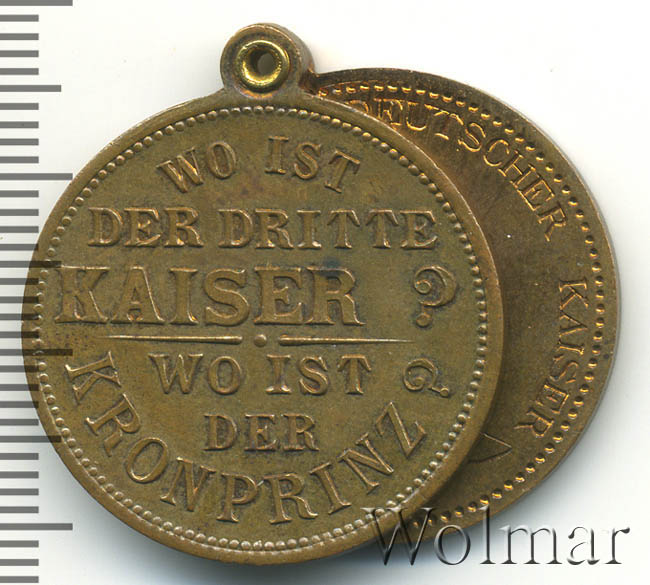 WO IST
DER DRITTE
KAISER ?
WO IST
DER
KRONPRINZ ?
DEUTSCHER KAISER
Wolmar